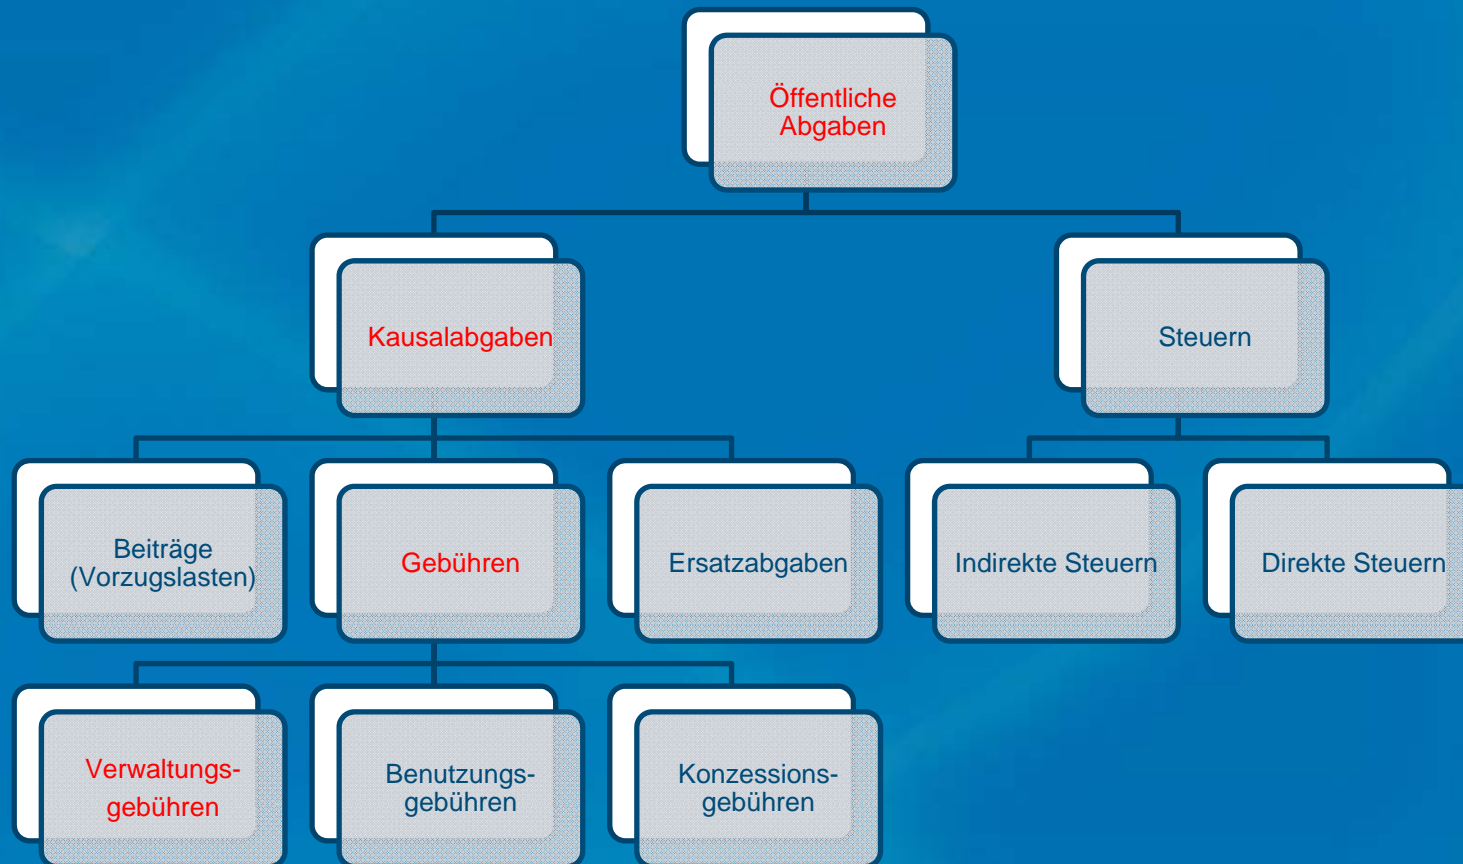 Öffentliche
Abgaben
Kausalabgaben
Steuern
Beiträge
(Vorzugslasten)
Gebühren
Ersatzabgaben
Indirekte Steuern
Direkte Steuern
Verwaltungs-
gebühren
Benutzungs-
gebühren
Konzessions-
gebühren